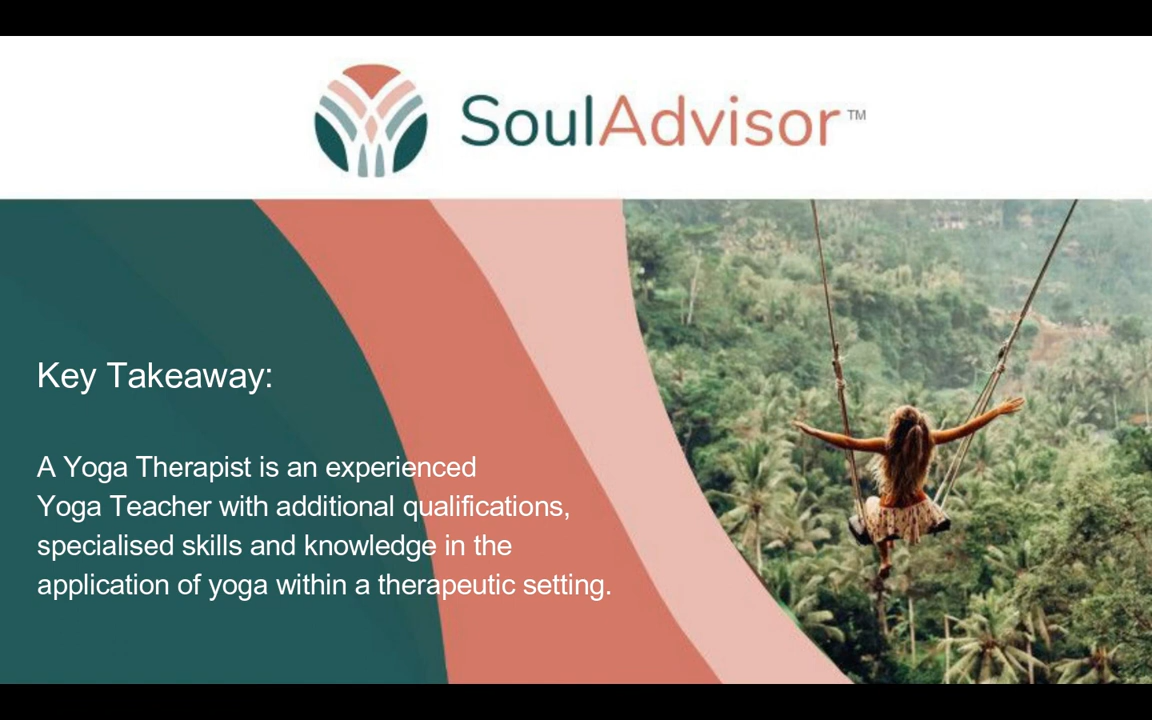 SoulAdvisor™
Key Takeaway:
A Yoga Therapist is an experienced
Yoga Teacher with additional qualifications,
specialised skills and knowledge in the
application of yoga within a therapeutic setting.